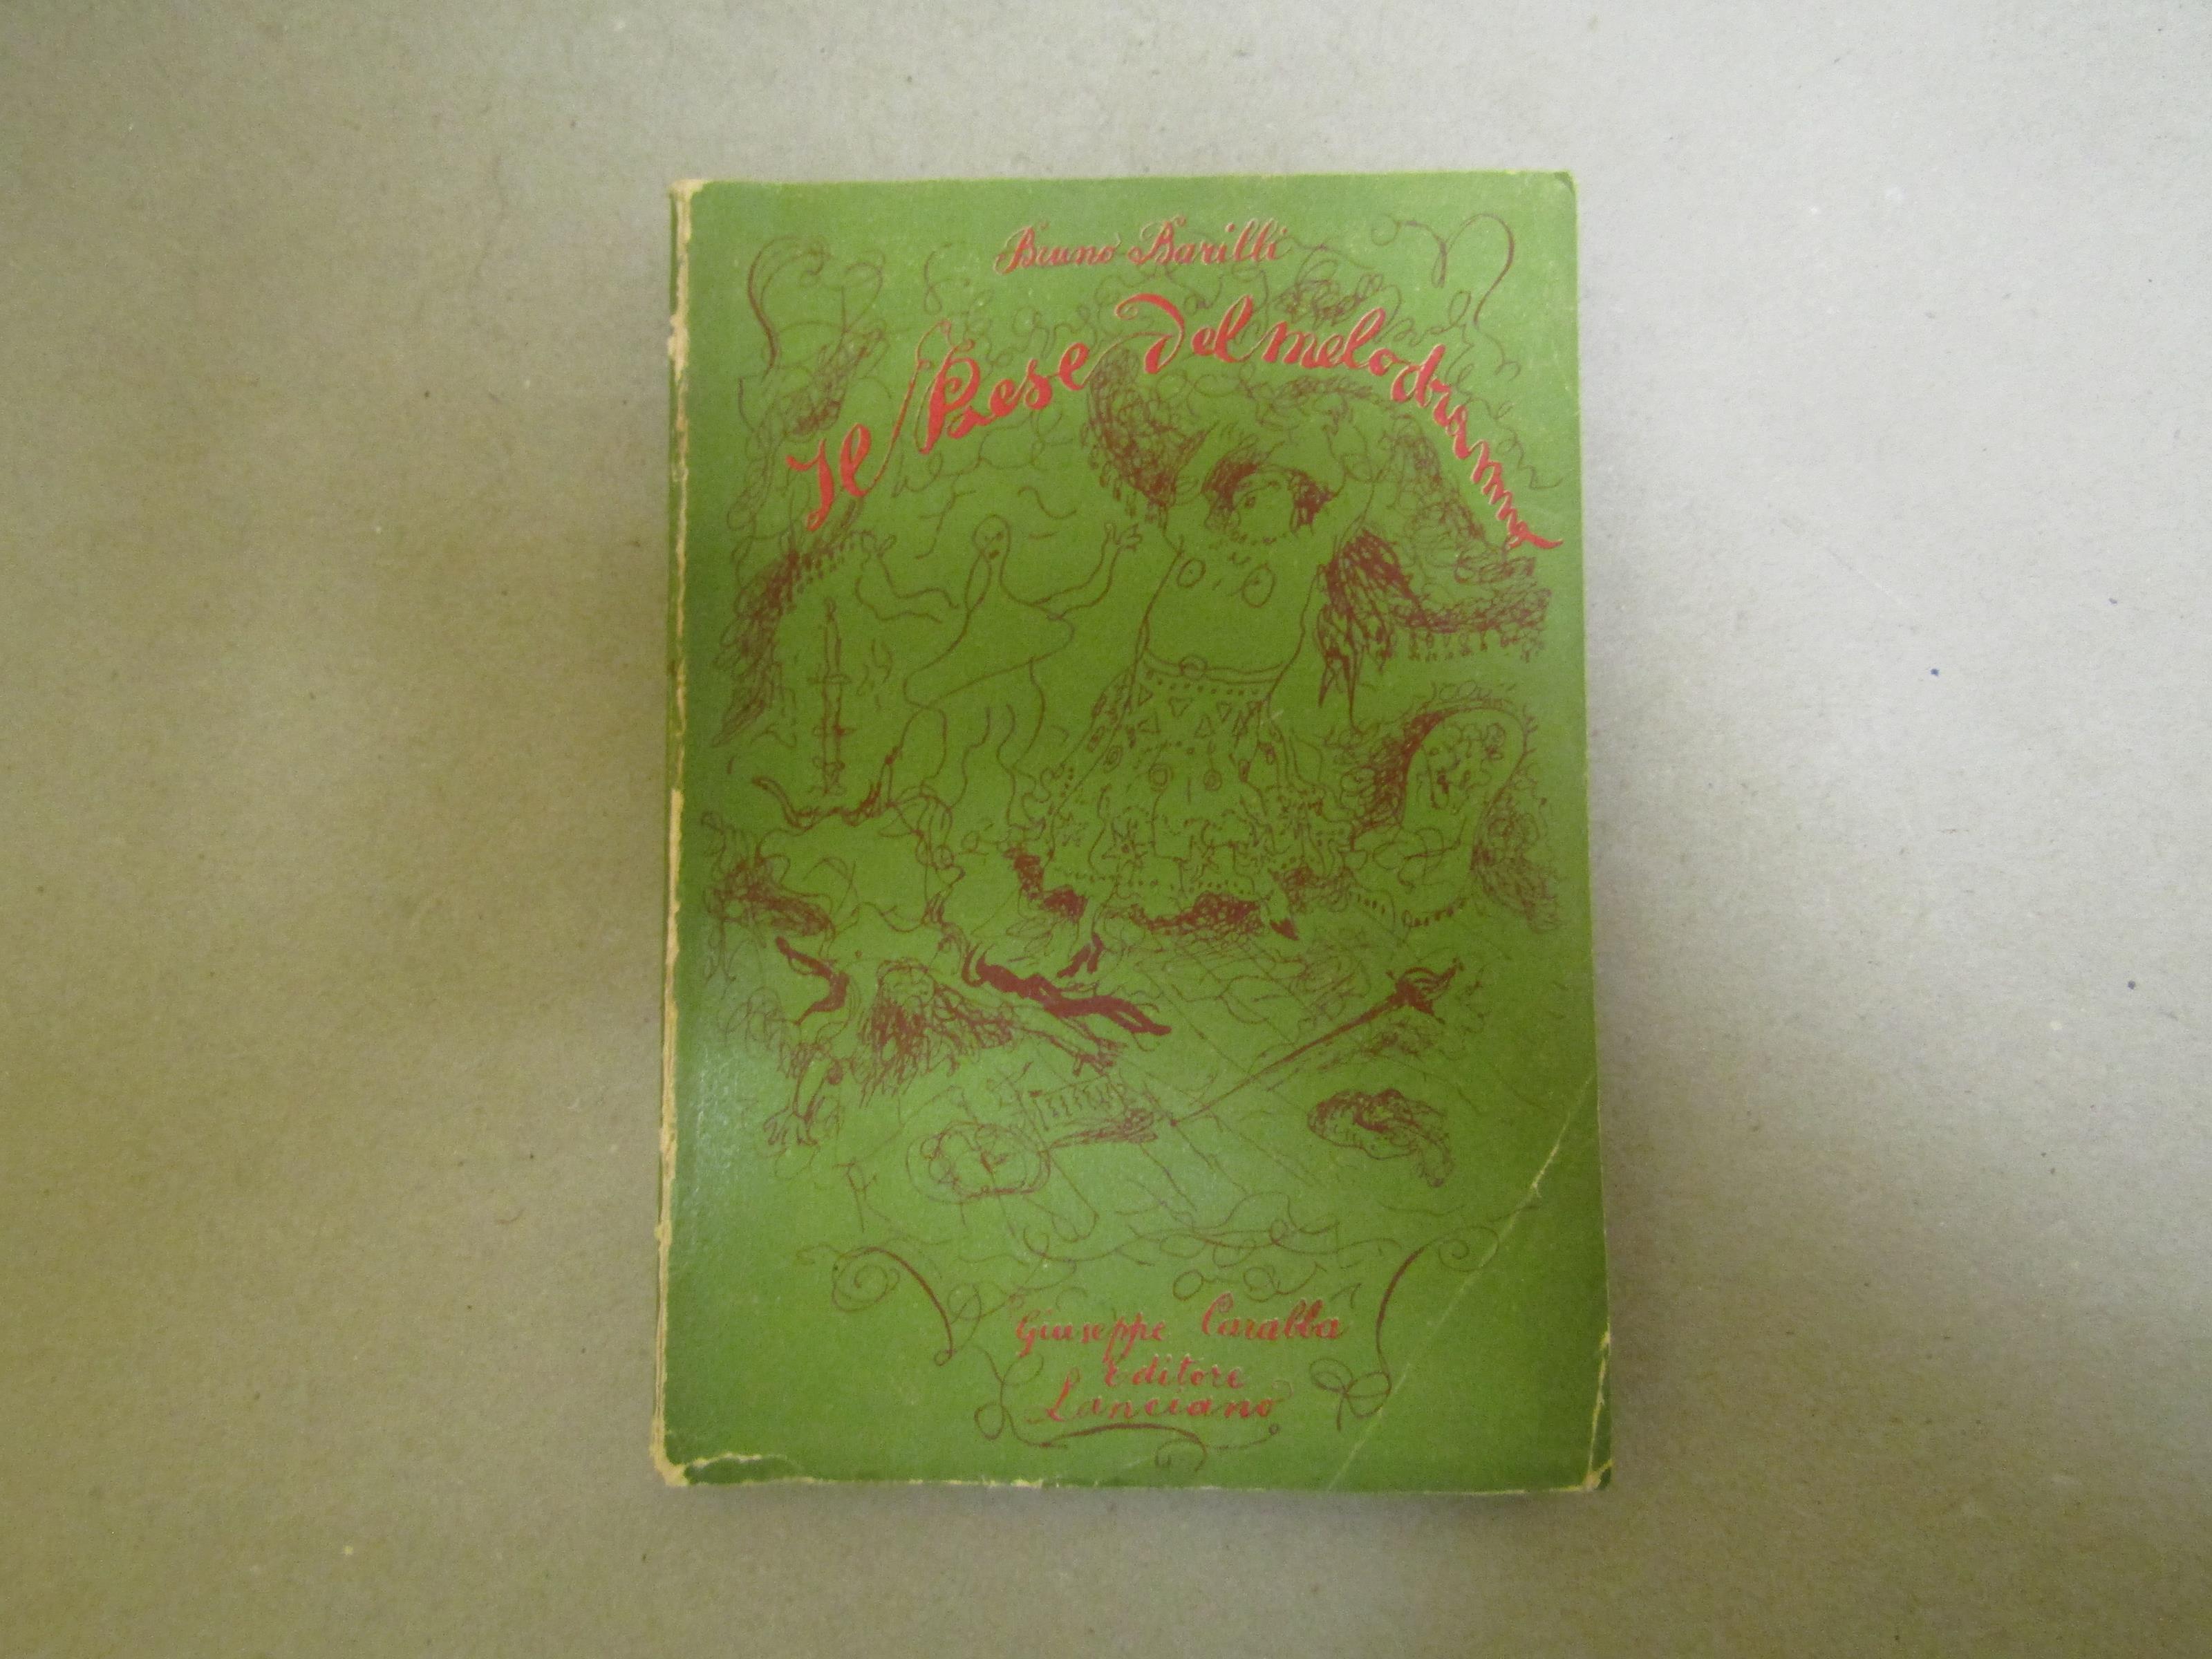 Bruno Barilli
Il Paese del melodramma
Giuseppe Carabba
Editore
Lanciano